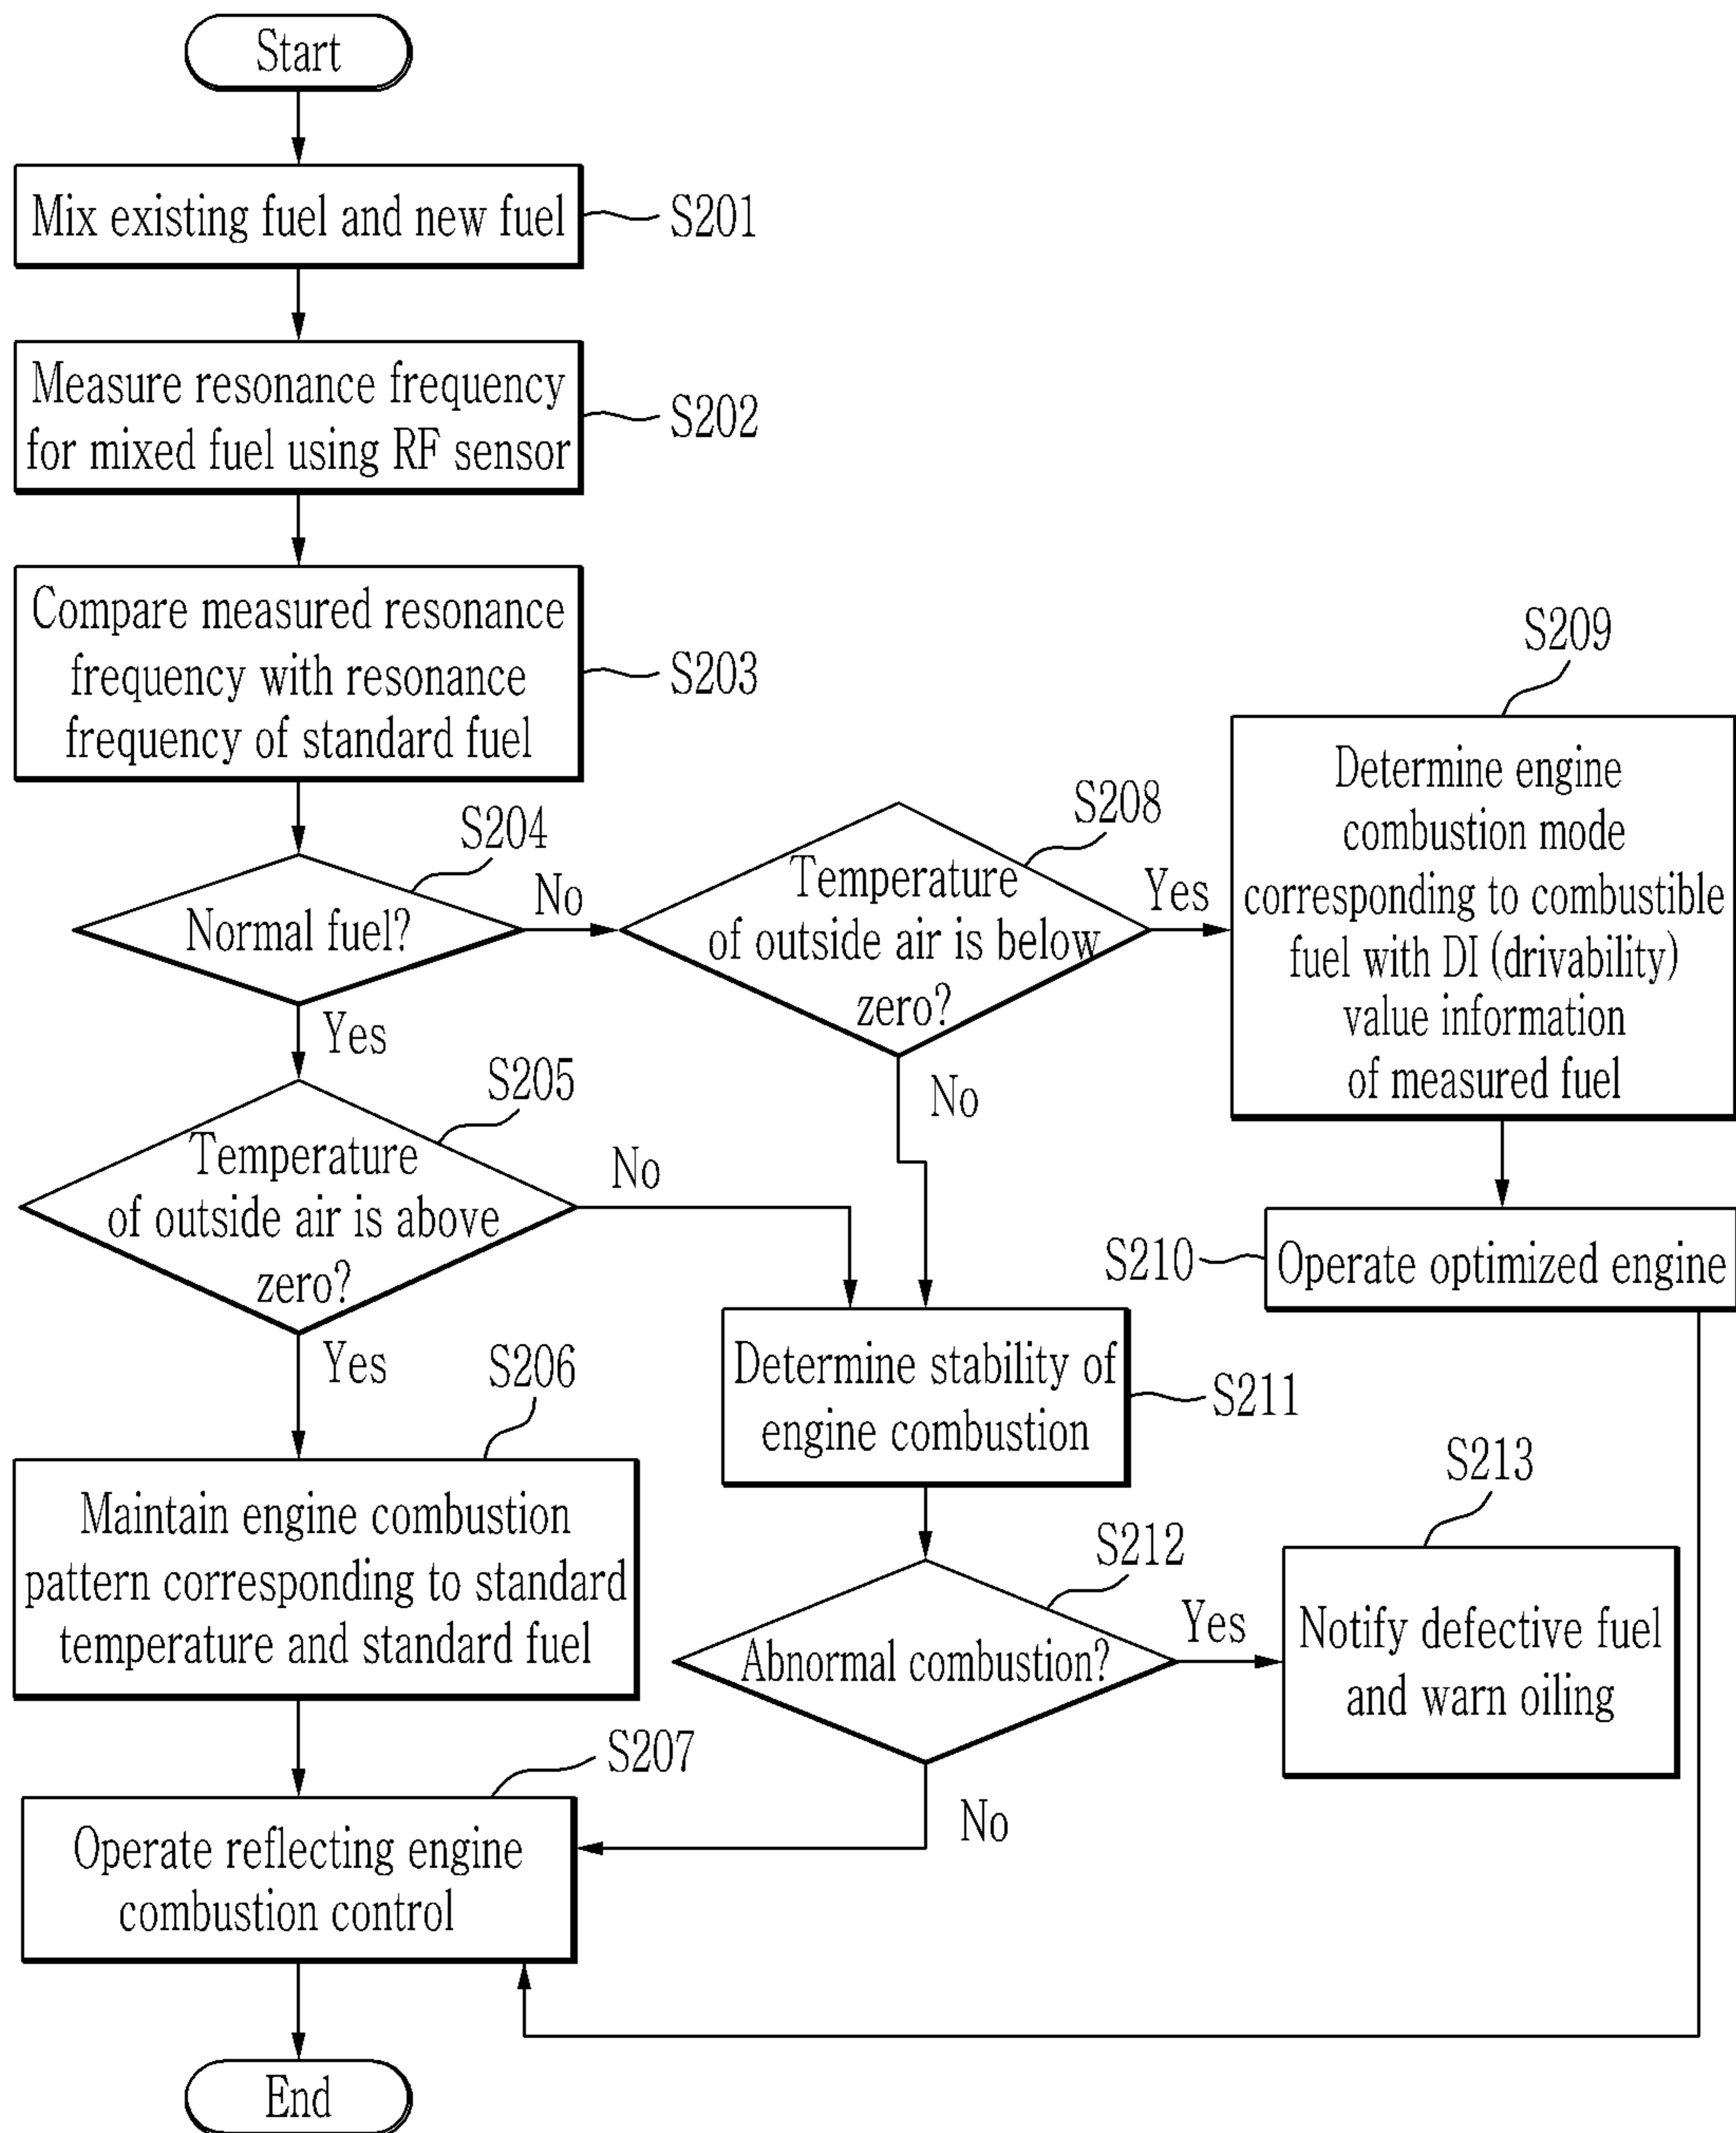 Start
Mix existing fuel and new fuel
S201
Measure resonance frequency
for mixed fuel using RF sensor
S202
Compare measured resonance
frequency with resonance
frequency of standard fuel
S203
S204
Normal fuel?
No
Yes
S205
Temperature
of outside air is above
zero?
No
Yes
S206
Maintain engine combustion
pattern corresponding to standard
temperature and standard fuel
S207
Operate reflecting engine
combustion control
End
S208
Temperature
of outside air is below
zero?
Yes
No
S209
Determine engine
combustion mode
corresponding to combustible
fuel with DI (drivability)
value information
of measured fuel
S210
Operate optimized engine
Determine stability of
engine combustion
S211
S212
Abnormal combustion?
Yes
No
S213
Notify defective fuel
and warn oiling